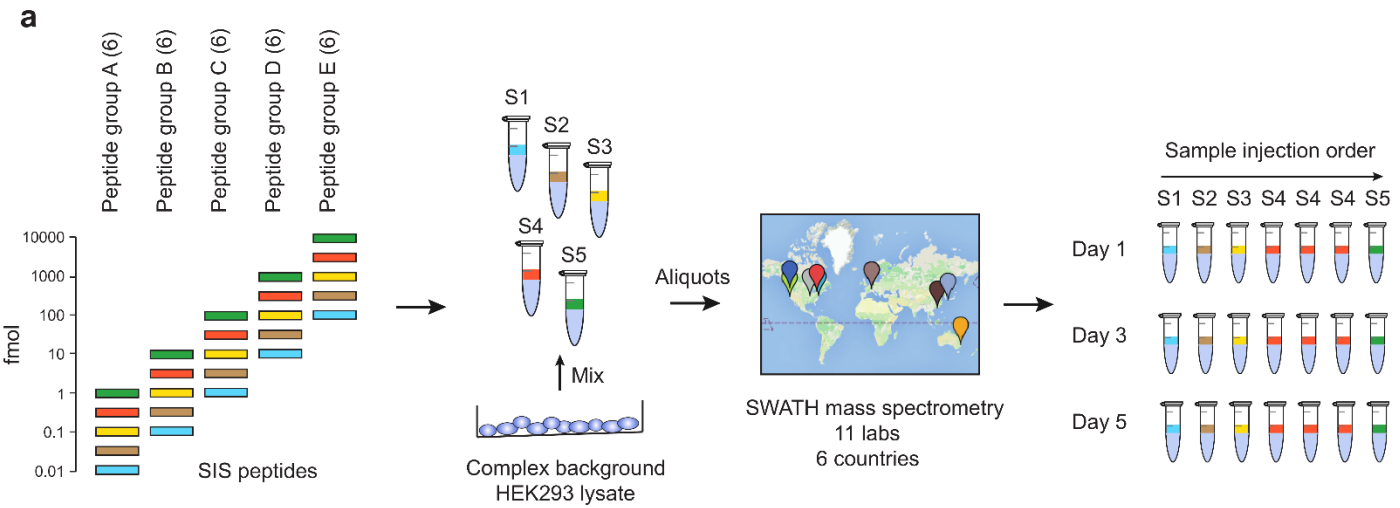 a
Peptide group A (6)
Peptide group B (6)
Peptide group C (6)
Peptide group D (6)
Peptide group E (6)
fmol
10000
1000
100
10
1
0.1
0.01
SIS peptides
S1
S2
S3
S4
S5
Mix
Complex background
HEK293 lysate
Aliquots
SWATH mass spectrometry
11 labs
6 countries
Sample injection order
S1 S2 S3 S4 S4 S4 S5
Day 1
Day 3
Day 5